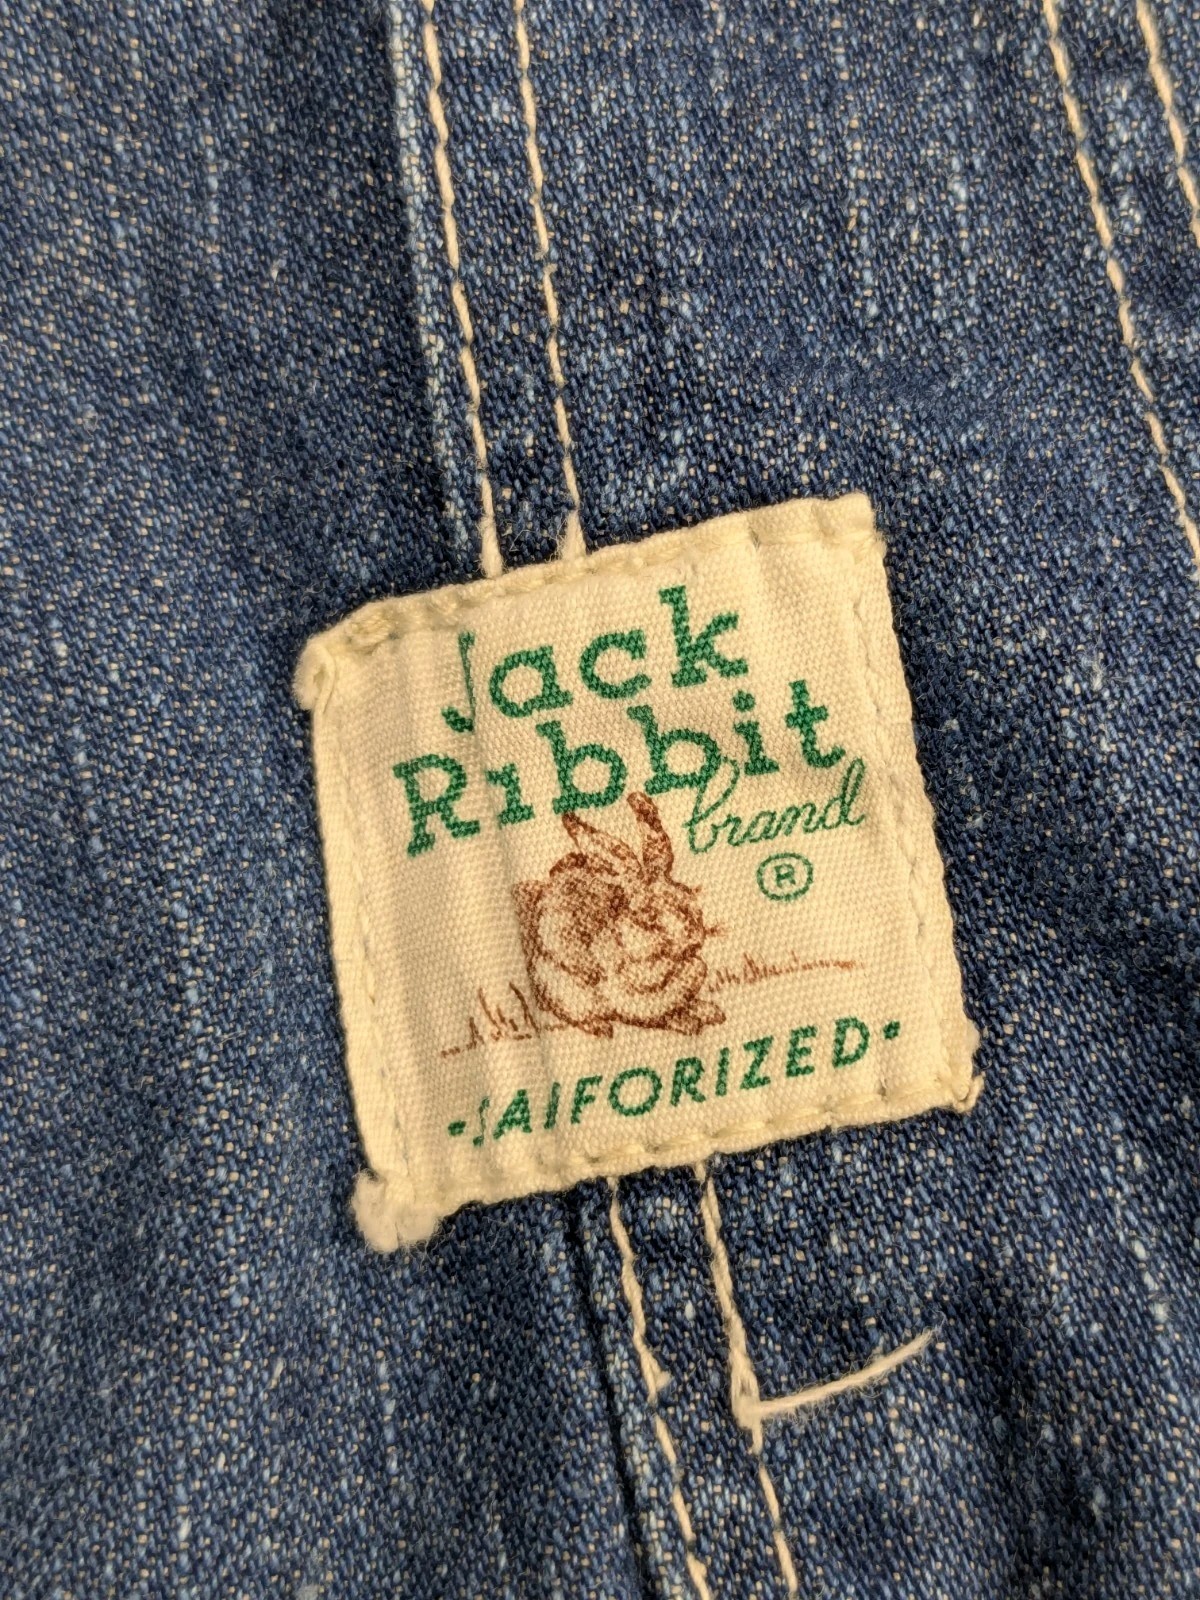 Jack
Ribbit
brand
®
·SAIFORIZED·